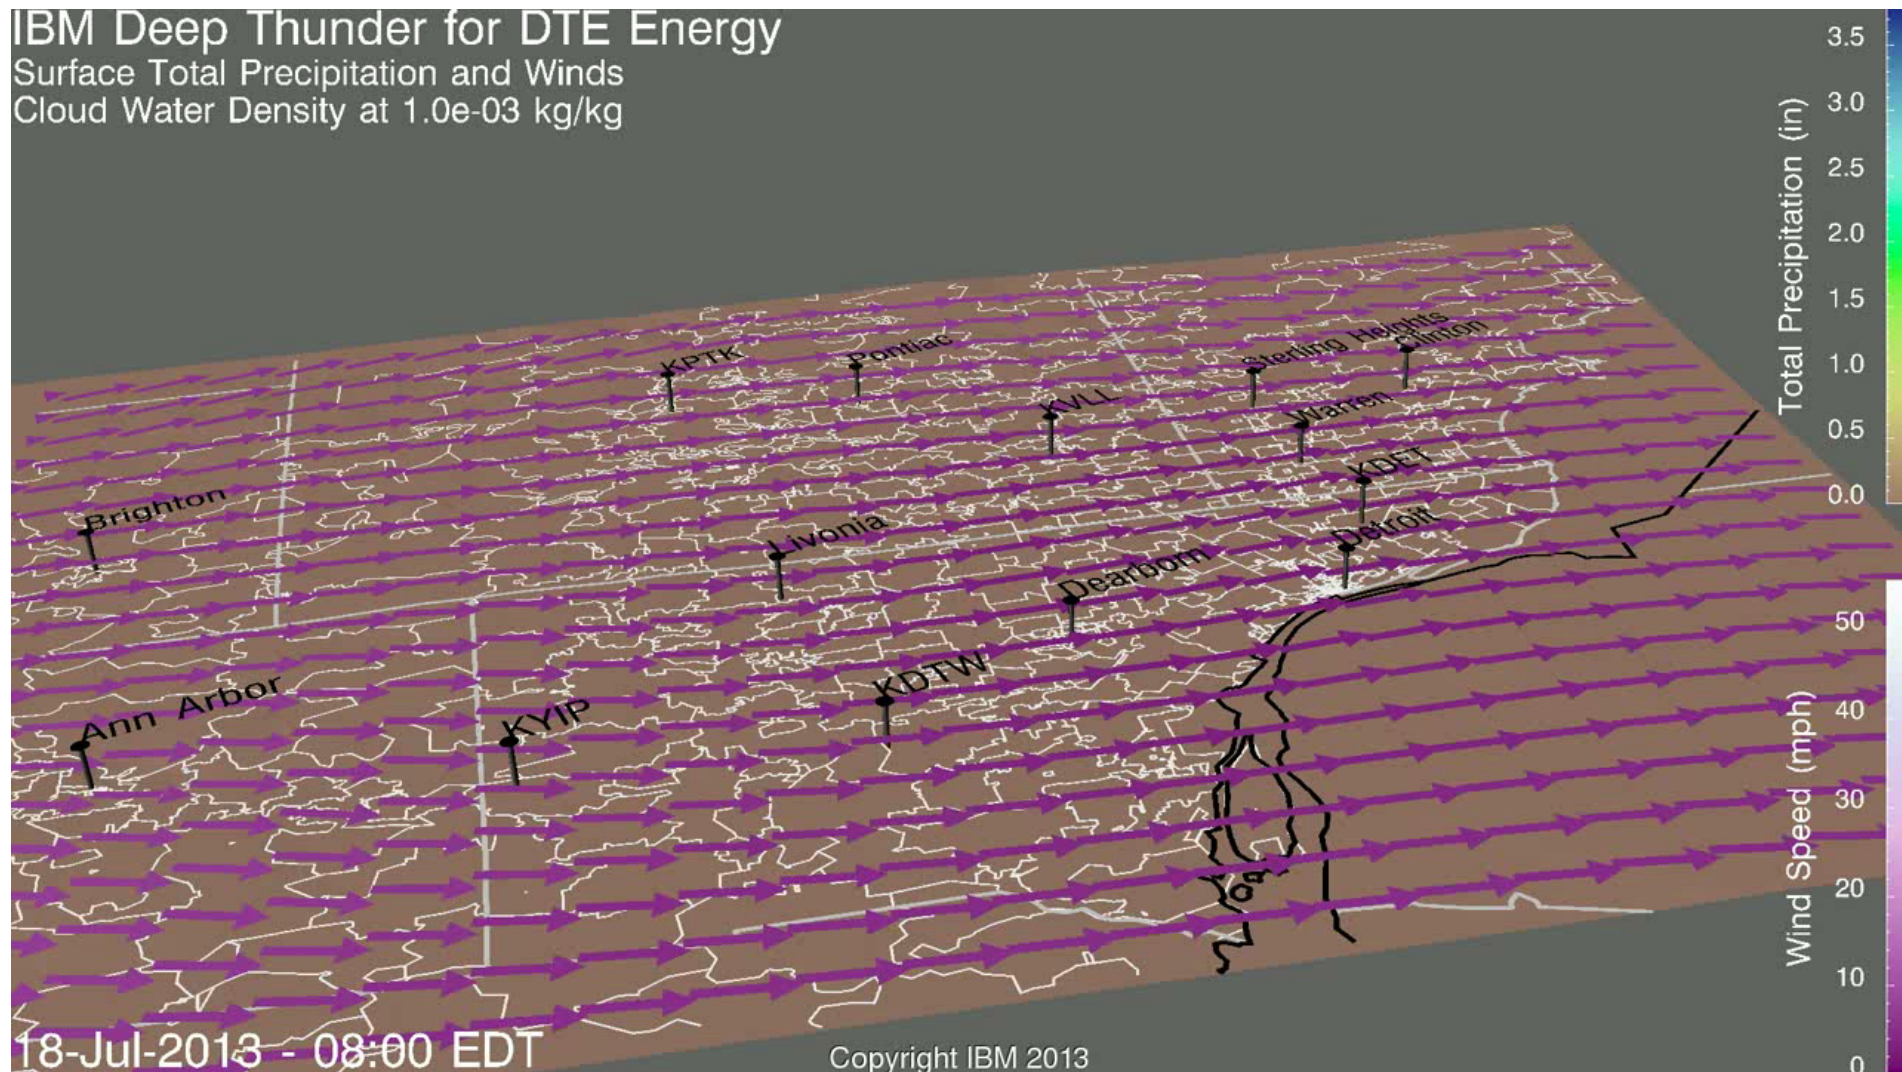 IBM Deep Thunder for DTE Energy
Surface Total Precipitation and Winds
Cloud Water Density at 1.0e-03 kg/kg
3.5
3.0
2.5
2.0
1.5
1.0
0.5
0.0
Total Precipitation (in)
KPTK
Pontiac
Sterling Heights
Clinton
KVLL
Warren
KDET
Brighton
Livonia
Detroit
Dearborn
Ann Arbor
KYIP
KDTW
50
40
30
20
10
0
Wind Speed (mph)
18-Jul-2013 - 08:00 EDT
Copyright IBM 2013